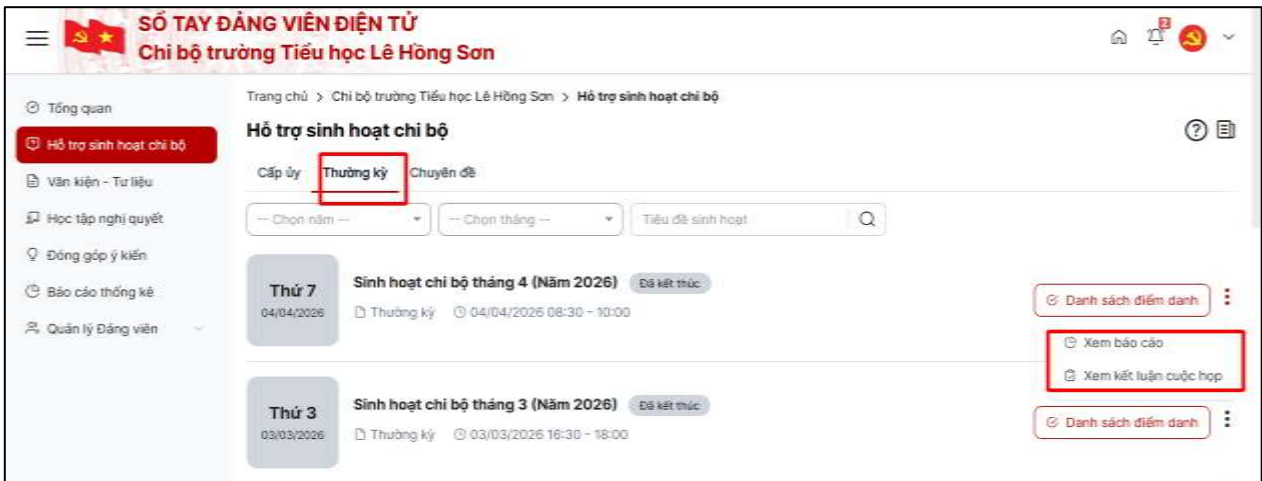 SỔ TAY ĐẢNG VIÊN ĐIỆN TỬ
Chi bộ trường Tiểu học Lê Hồng Sơn
2
Tổng quan
Hỗ trợ sinh hoạt chi bộ
Văn kiện - Tư liệu
Học tập nghị quyết
Đóng góp ý kiến
Báo cáo thống kê
Quản lý Đảng viên
Trang chủ > Chi bộ trường Tiểu học Lê Hồng Sơn > Hỗ trợ sinh hoạt chi bộ
Hỗ trợ sinh hoạt chi bộ
Cấp ủy Thường kỳ Chuyên đề
-- Chọn năm -- -- Chọn tháng -- Tiêu đề sinh hoạt
Thứ 7
04/04/2026
Sinh hoạt chi bộ tháng 4 (Năm 2026) Đã kết thúc
Thường kỳ 04/04/2026 08:30 - 10:00
Danh sách điểm danh
Xem báo cáo
Xem kết luận cuộc họp
Thứ 3
03/03/2026
Sinh hoạt chi bộ tháng 3 (Năm 2026) Đã kết thúc
Thường kỳ 03/03/2026 16:30 - 18:00
Danh sách điểm danh